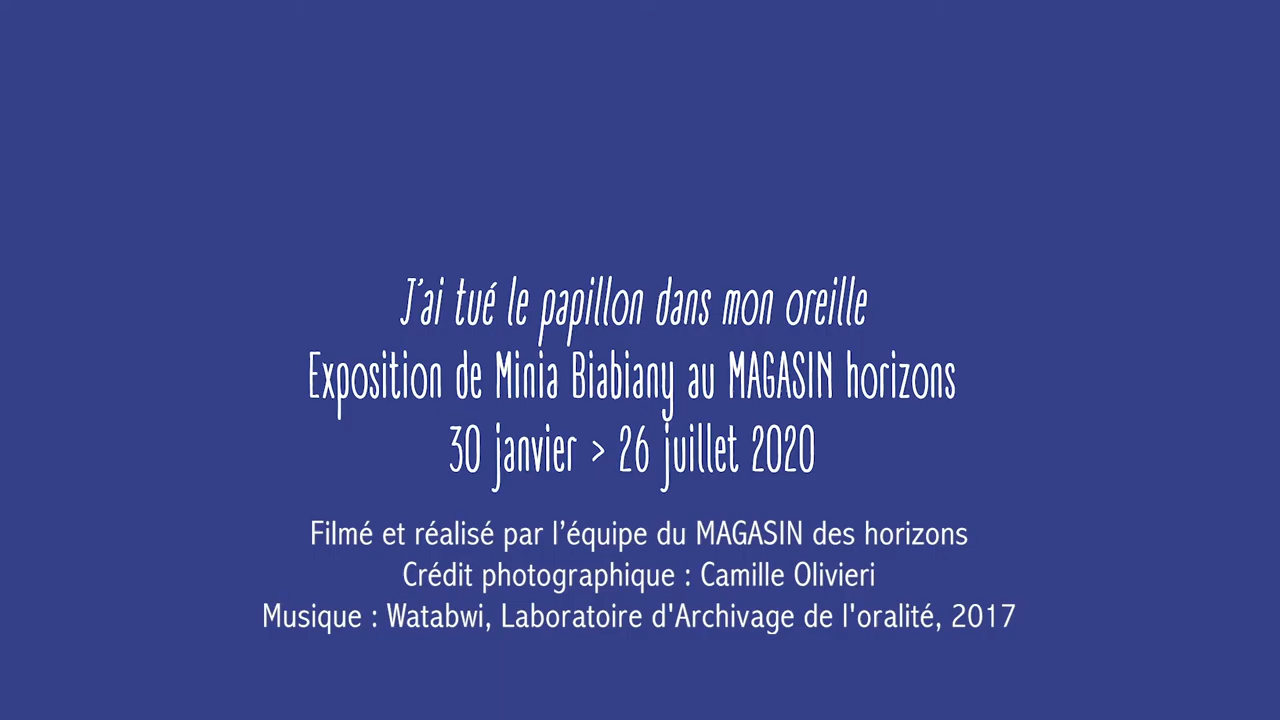 J'ai tué le papillon dans mon oreille
Exposition de Minia Biabiany au MAGASIN horizons
30 janvier > 26 juillet 2020
Filmé et réalisé par l’équipe du MAGASIN des horizons
Crédit photographique : Camille Olivieri
Musique : Watabwi, Laboratoire d'Archivage de l'oralité, 2017